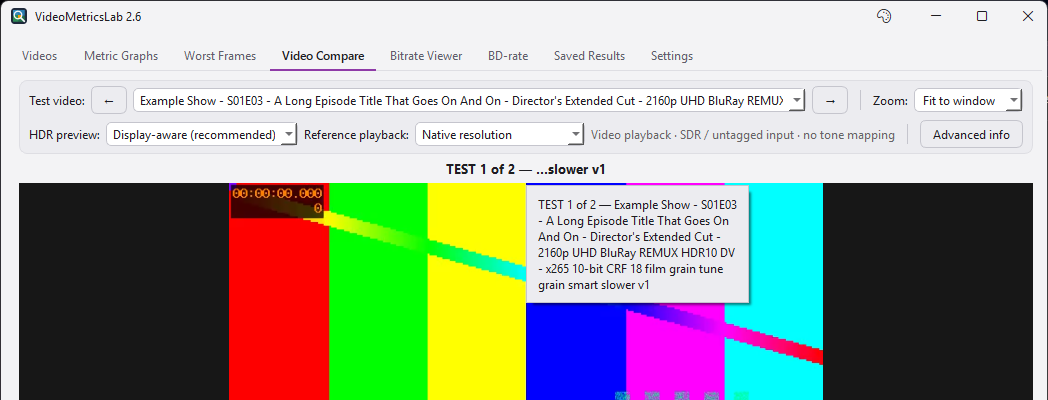 VideoMetricsLab 2.6
Videos Metric Graphs Worst Frames Video Compare Bitrate Viewer BD-rate Saved Results Settings
Test video: ← Example Show - S01E03 - A Long Episode Title That Goes On And On - Director's Extended Cut - 2160p UHD BluRay REMUX → Zoom: Fit to window
HDR preview: Display-aware (recommended) Reference playback: Native resolution Video playback · SDR / untagged input · no tone mapping Advanced info
TEST 1 of 2 — ...slower v1
00:00:00.000
0
TEST 1 of 2 — Example Show - S01E03
- A Long Episode Title That Goes On
And On - Director's Extended Cut -
2160p UHD BluRay REMUX HDR10 DV
- x265 10-bit CRF 18 film grain tune
grain smart slower v1